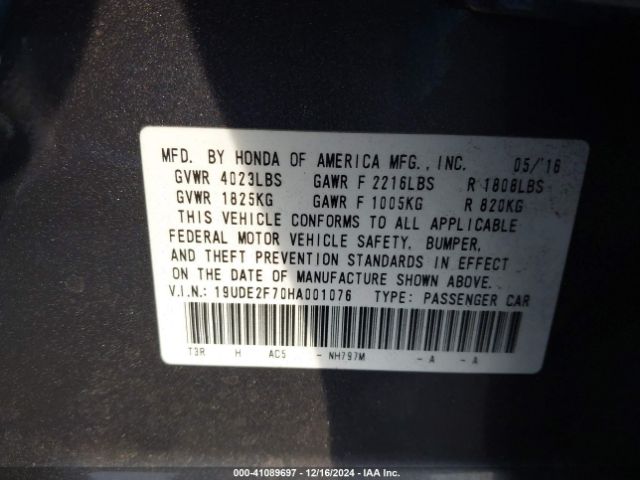 MFD. BY HONDA OF AMERICA MFG., INC. 05/'16
GVWR 4023LBS GAWR F 2216LBS R 1808LBS
GVWR 1825KG GAWR F 1005KG R 820KG
THIS VEHICLE CONFORMS TO ALL APPLICABLE
FEDERAL MOTOR VEHICLE SAFETY, BUMPER,
AND THEFT PREVENTION STANDARDS IN EFFECT
ON THE DATE OF MANUFACTURE SHOWN ABOVE.
V.I.N.: 19UDE2F70HA001076 TYPE: PASSENGER CAR
T3R H AC5 - NH797M - A - A
000-41089697 - 12/16/2024 - IAA Inc.